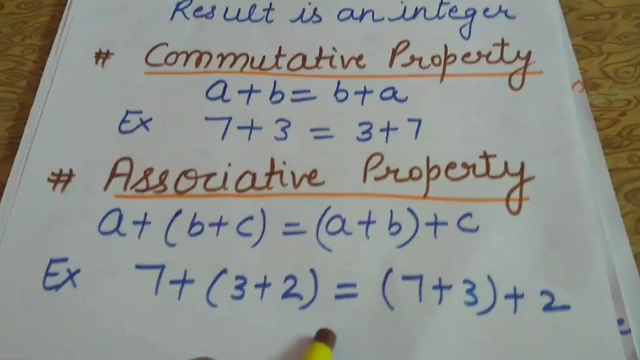 Result is an integer
# Commutative Property
a+b=b+a
Ex 7+3=3+7
# Associative Property
a+(b+c)=(a+b)+c
Ex 7+(3+2)=(7+3)+2